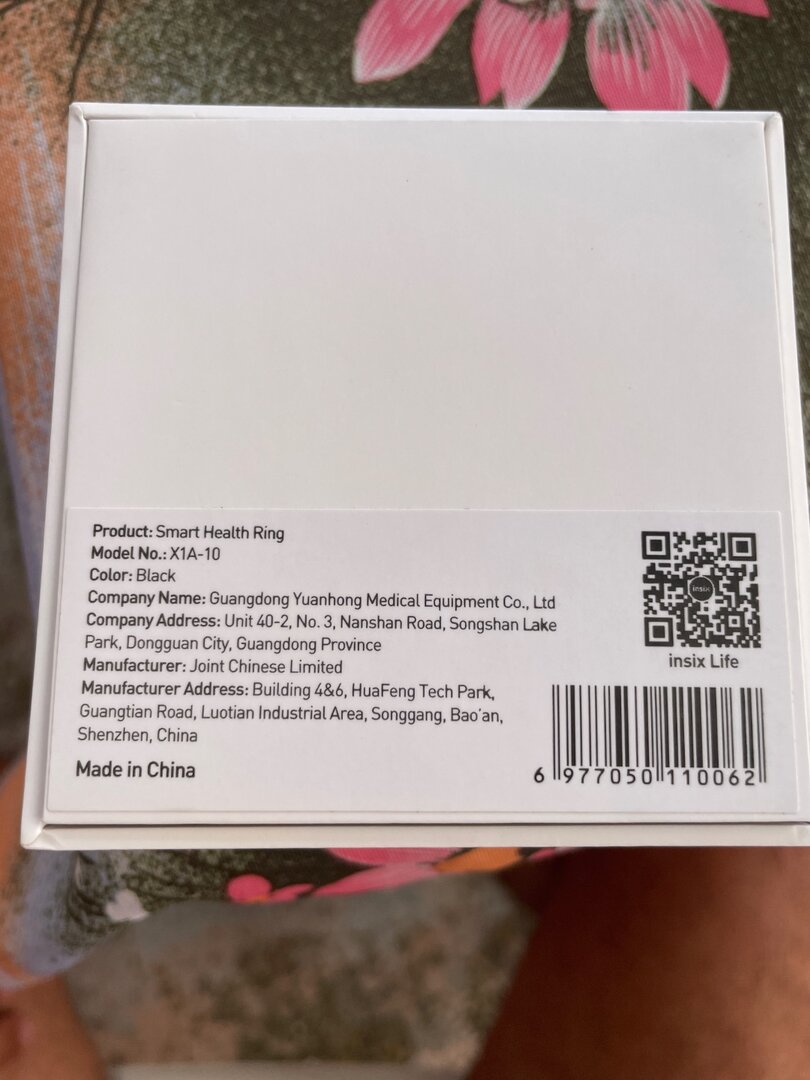 Product: Smart Health Ring
Model No.: X1A-10
Color: Black
Company Name: Guangdong Yuanhong Medical Equipment Co., Ltd
Company Address: Unit 40-2, No. 3, Nanshan Road, Songshan Lake
Park, Dongguan City, Guangdong Province
Manufacturer: Joint Chinese Limited
Manufacturer Address: Building 4&6, HuaFeng Tech Park,
Guangtian Road, Luotian Industrial Area, Songgang, Bao'an,
Shenzhen, China
Made in China
insix
insix Life
6 977050 110062